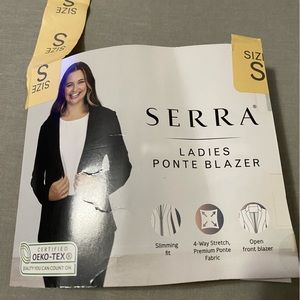 S
SIZE
S
SIZE
SIZ
S
SERRA®
LADIES
PONTE BLAZER
CERTIFIED
OEKO-TEX®
QUALITY YOU CAN COUNT ON
Slimming
fit
4-Way Stretch,
Premium Ponte
Fabric
Open
front blazer